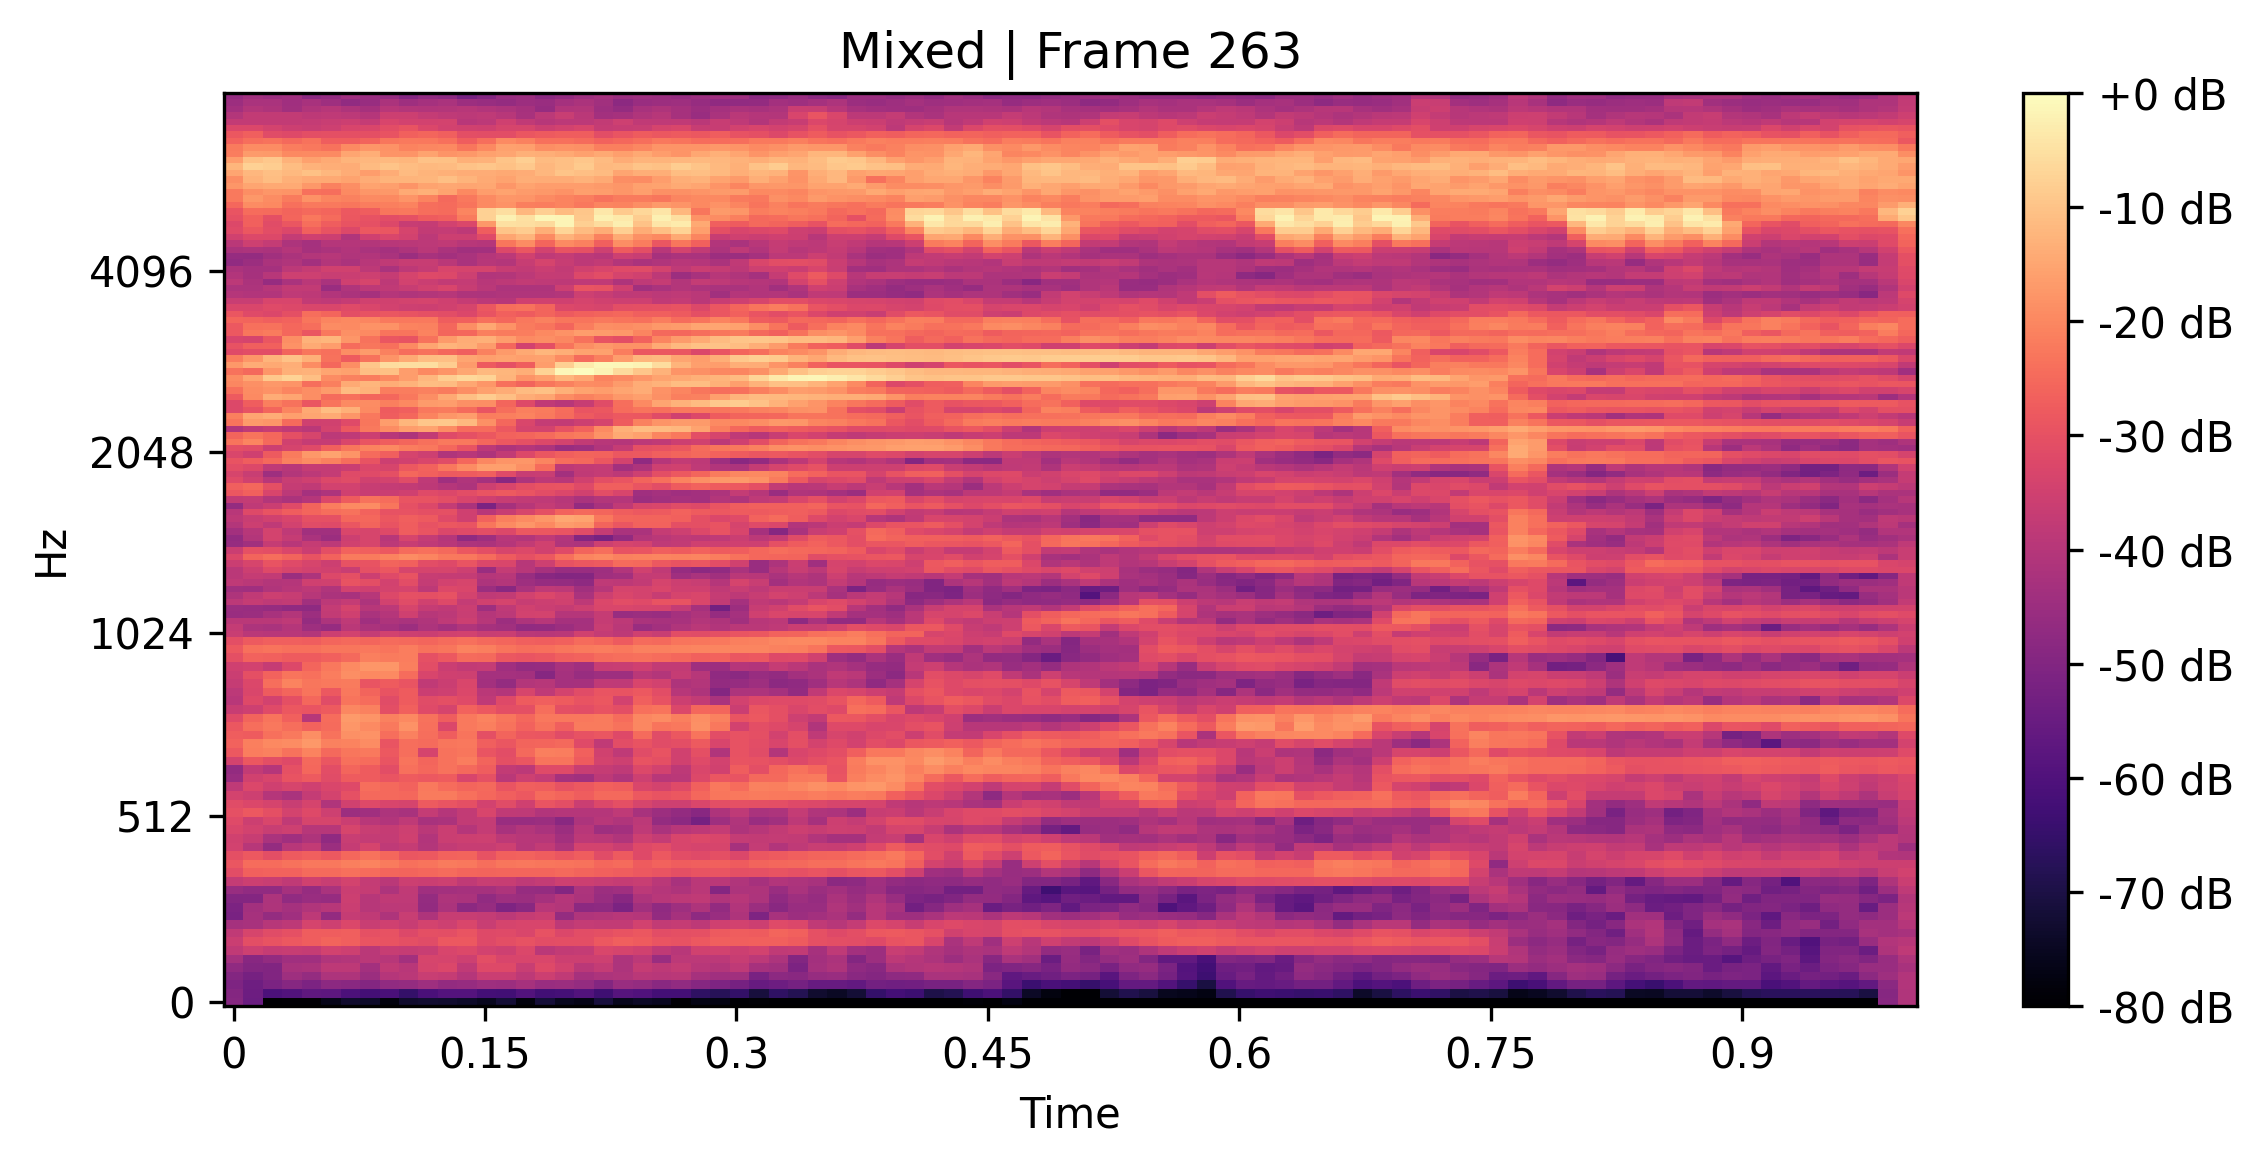 Mixed | Frame 263
Hz
4096
2048
1024
512
0
0 0.15 0.3 0.45 0.6 0.75 0.9
Time
+0 dB
-10 dB
-20 dB
-30 dB
-40 dB
-50 dB
-60 dB
-70 dB
-80 dB